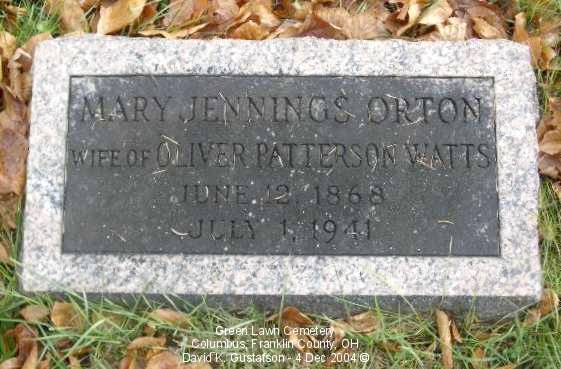 MARY JENNINGS ORTON
WIFE OF OLIVER PATTERSON WATTS
JUNE 12, 1868
JULY 1, 1941
Green Lawn Cemetery
Columbus, Franklin County, OH
David K. Gustafson - 4 Dec 2004 ©